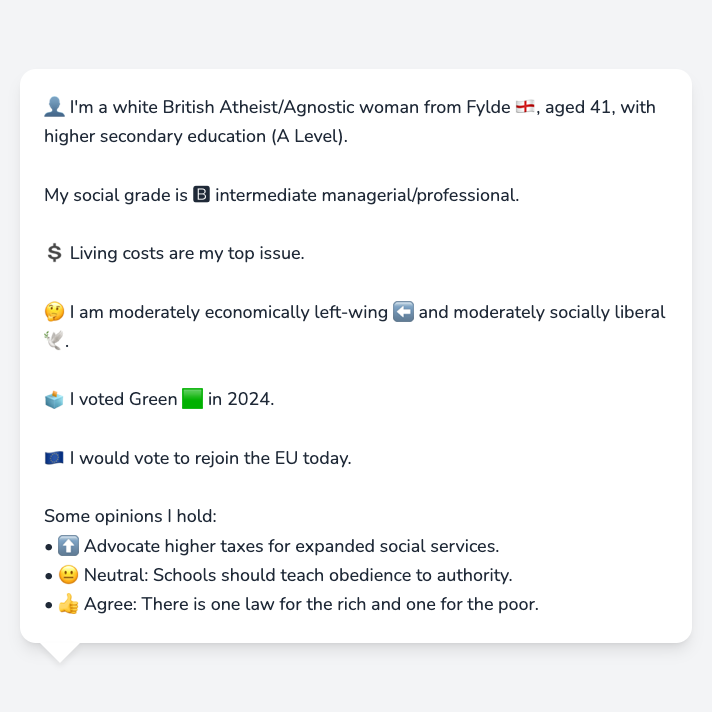 👤 I'm a white British Atheist/Agnostic woman from Fylde 🏴󠁧󠁢󠁥󠁮󠁧󠁿, aged 41, with
higher secondary education (A Level).
My social grade is 🅱 intermediate managerial/professional.
💲 Living costs are my top issue.
🤔 I am moderately economically left-wing ⬅️ and moderately socially liberal
🕊️.
🗳️ I voted Green 🟩 in 2024.
🇪🇺 I would vote to rejoin the EU today.
Some opinions I hold:
• ⬆️ Advocate higher taxes for expanded social services.
• 😐 Neutral: Schools should teach obedience to authority.
• 👍 Agree: There is one law for the rich and one for the poor.